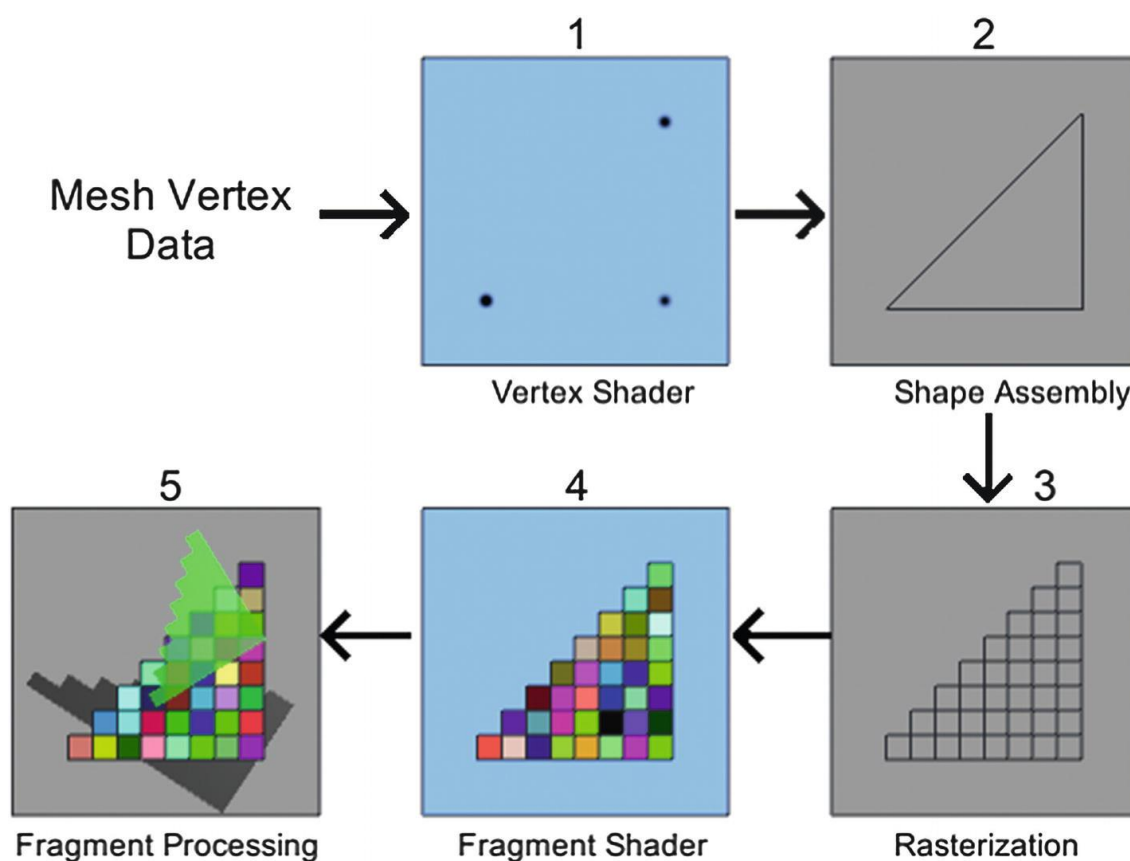 1
2
Mesh Vertex
Data
Vertex Shader
Shape Assembly
5
4
3
Fragment Processing
Fragment Shader
Rasterization